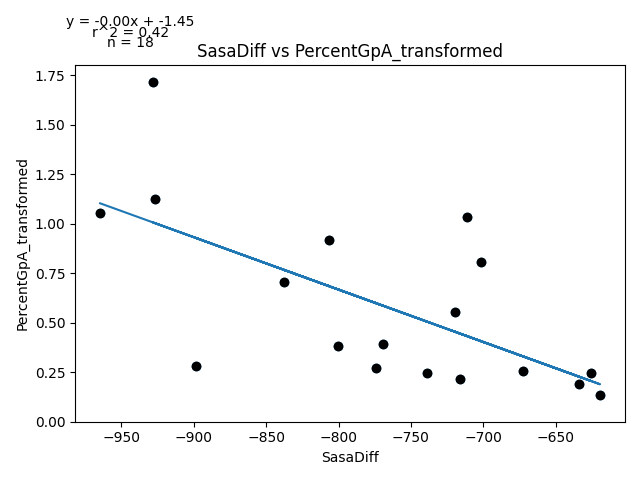 y = -0.00x + -1.45
r^2 = 0.42
n = 18
SasaDiff vs PercentGpA_transformed
1.75
1.50
1.25
1.00
0.75
0.50
0.25
0.00
PercentGpA_transformed
−950 −900 −850 −800 −750 −700 −650
SasaDiff